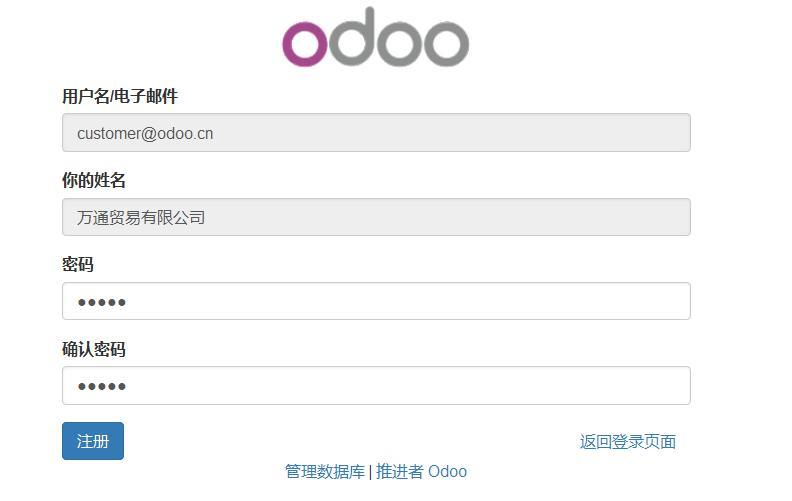 odoo
用户名/电子邮件
customer@odoo.cn
你的姓名
万通贸易有限公司
密码
●●●●●
确认密码
●●●●●
注册 返回登录页面
管理数据库 | 推进者 Odoo